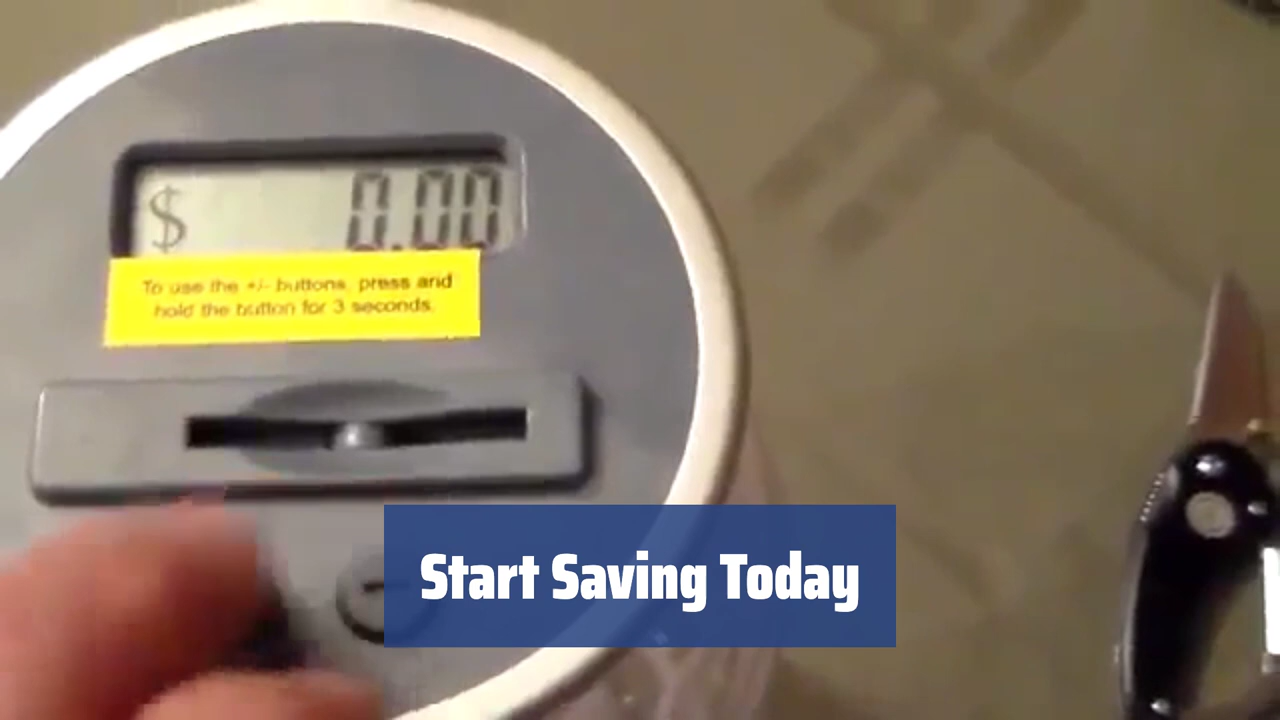 $ 0.00
To use the +/- buttons, press and
hold the button for 3 seconds.
Start Saving Today